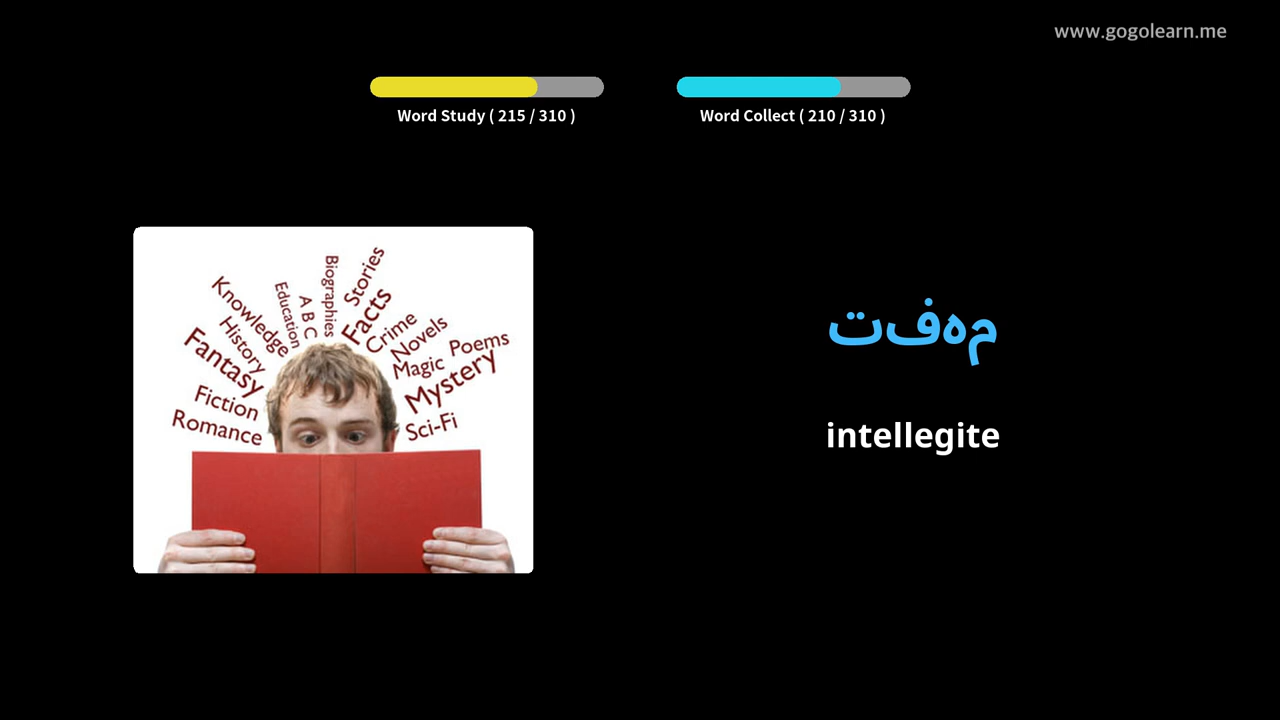 www.gogolearn.me
Word Study ( 215 / 310 )
Word Collect ( 210 / 310 )
Knowledge
Education
A B C
Biographies
Stories
Facts
History
Crime
Novels
Fantasy
Magic
Poems
Mystery
Fiction
Romance
Sci-Fi
مهفت
intellegite